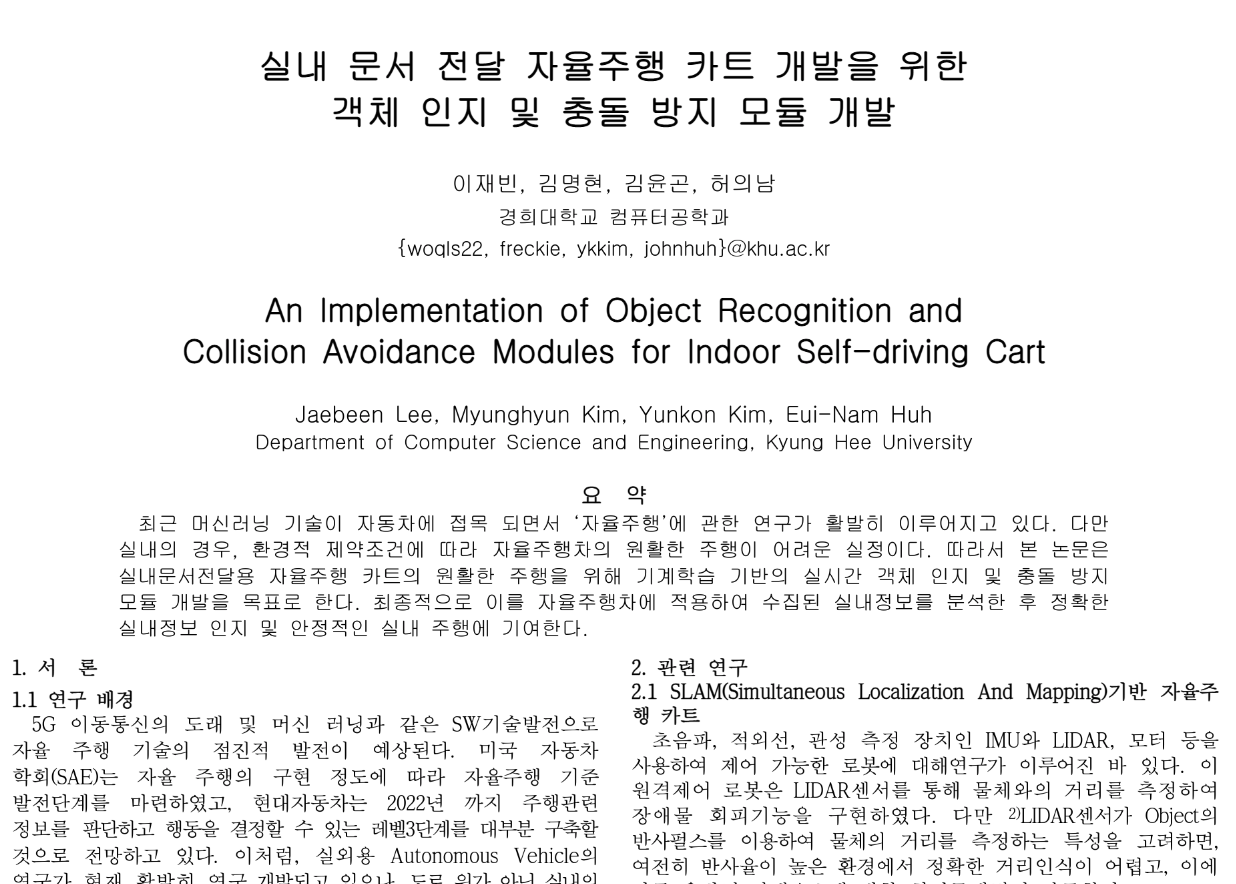 실내 문서 전달 자율주행 카트 개발을 위한
객체 인지 및 충돌 방지 모듈 개발
이재빈, 김명현, 김윤곤, 허의남
경희대학교 컴퓨터공학과
{woqls22, freckie, ykkim, johnhuh}@khu.ac.kr
An Implementation of Object Recognition and
Collision Avoidance Modules for Indoor Self-driving Cart
Jaebeen Lee, Myunghyun Kim, Yunkon Kim, Eui-Nam Huh
Department of Computer Science and Engineering, Kyung Hee University
요 약
최근 머신러닝 기술이 자동차에 접목 되면서 ‘자율주행’에 관한 연구가 활발히 이루어지고 있다. 다만
실내의 경우, 환경적 제약조건에 따라 자율주행차의 원활한 주행이 어려운 실정이다. 따라서 본 논문은
실내문서전달용 자율주행 카트의 원활한 주행을 위해 기계학습 기반의 실시간 객체 인지 및 충돌 방지
모듈 개발을 목표로 한다. 최종적으로 이를 자율주행차에 적용하여 수집된 실내정보를 분석한 후 정확한
실내정보 인지 및 안정적인 실내 주행에 기여한다.
1. 서 론
1.1 연구 배경
5G 이동통신의 도래 및 머신 러닝과 같은 SW기술발전으로
자율 주행 기술의 점진적 발전이 예상된다. 미국 자동차
학회(SAE)는 자율 주행의 구현 정도에 따라 자율주행 기준
발전단계를 마련하였고, 현대자동차는 2022년 까지 주행관련
정보를 판단하고 행동을 결정할 수 있는 레벨3단계를 대부분 구축할
것으로 전망하고 있다. 이처럼, 실외용 Autonomous Vehicle의
연구가 현재 활발히 연구 개발되고 있으나, 도로 위가 아닌 실내의
2. 관련 연구
2.1 SLAM(Simultaneous Localization And Mapping)기반 자율주
행 카트
초음파, 적외선, 관성 측정 장치인 IMU와 LIDAR, 모터 등을
사용하여 제어 가능한 로봇에 대해연구가 이루어진 바 있다. 이
원격제어 로봇은 LIDAR센서를 통해 물체와의 거리를 측정하여
장애물 회피기능을 구현하였다. 다만 2)LIDAR센서가 Object의
반사펄스를 이용하여 물체의 거리를 측정하는 특성을 고려하면,
여전히 반사율이 높은 환경에서 정확한 거리인식이 어렵고, 이에